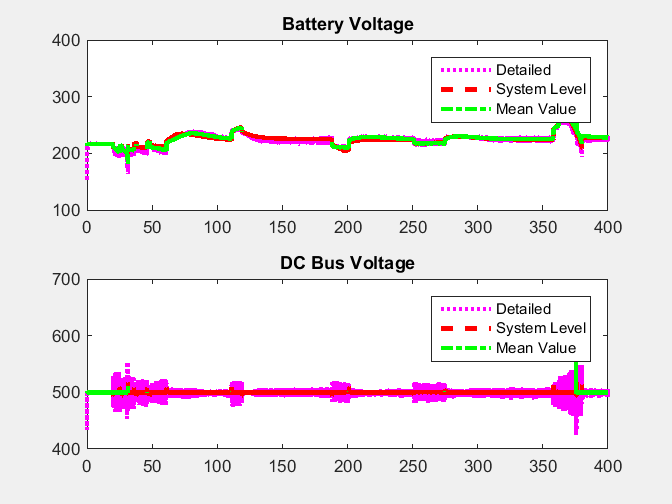 Battery Voltage
400
300
200
100
Detailed
System Level
Mean Value
0 50 100 150 200 250 300 350 400
DC Bus Voltage
700
600
500
400
Detailed
System Level
Mean Value
0 50 100 150 200 250 300 350 400